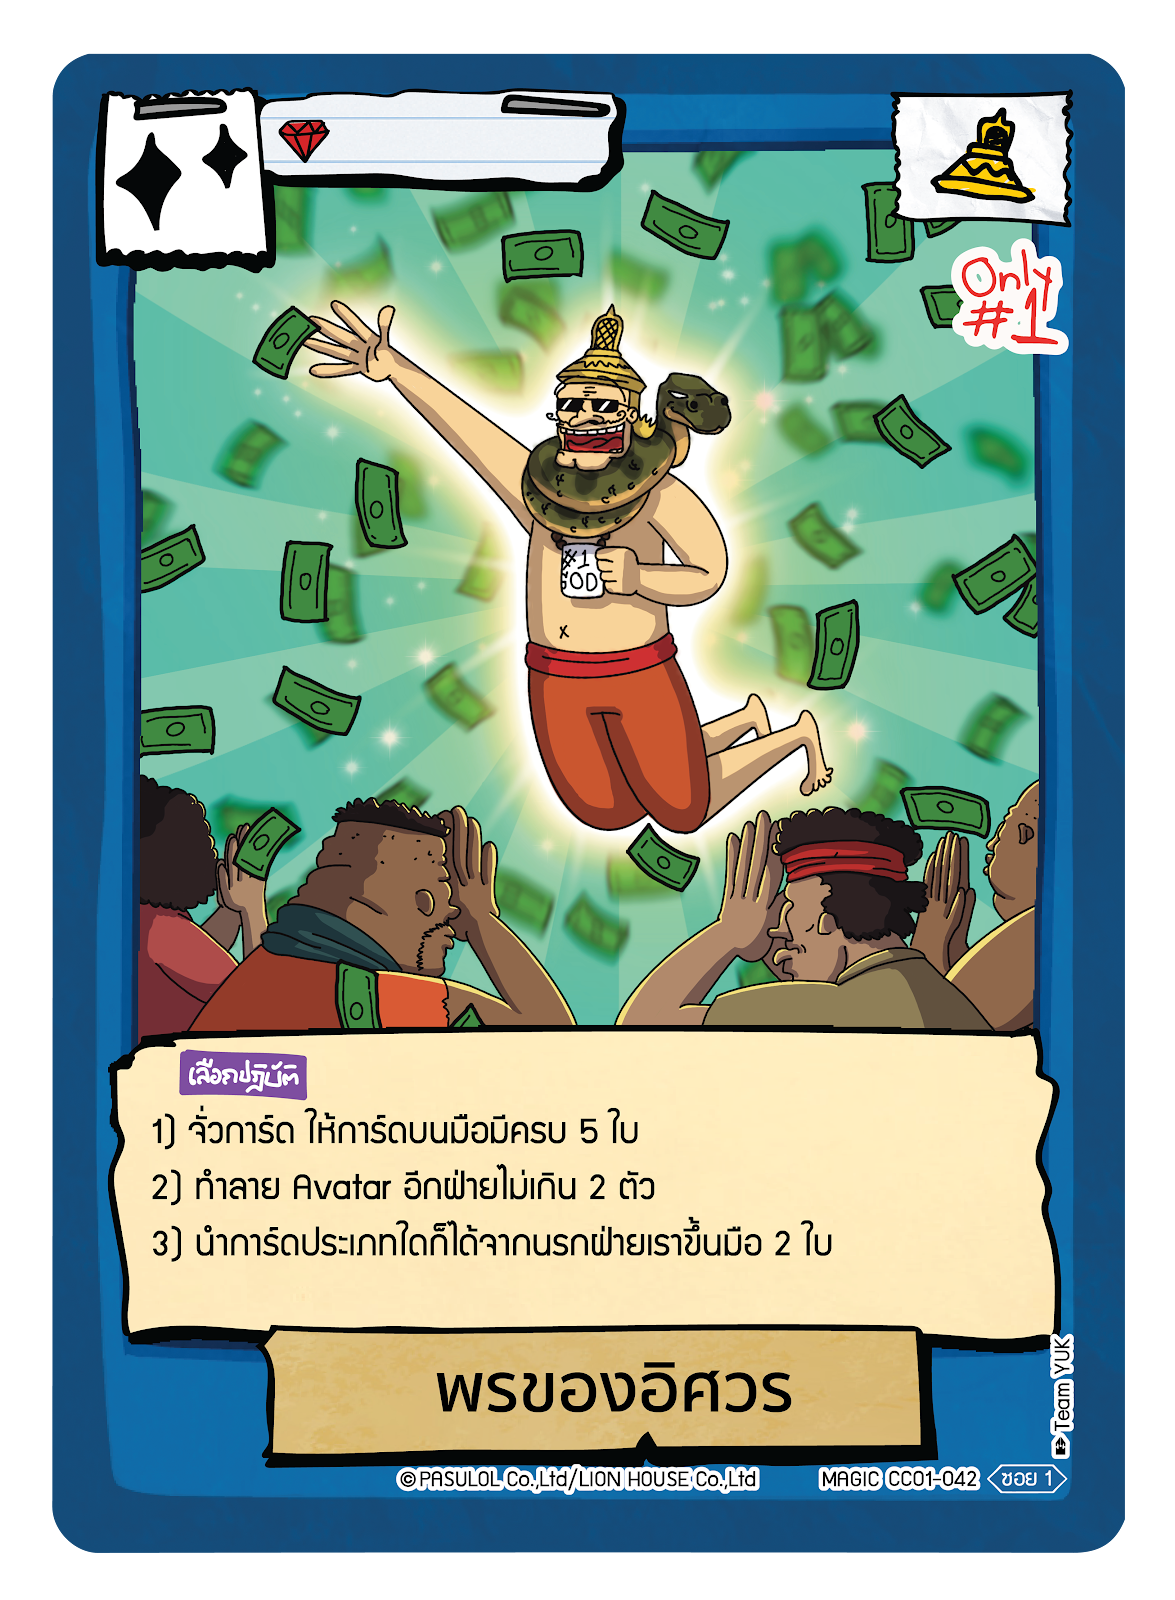 Only
#1
#1
GOD
เลือกปฏิบัติ
1) จั่วการ์ด ให้การ์ดบนมือมีครบ 5 ใบ
2) ทำลาย Avatar อีกฝ่ายไม่เกิน 2 ตัว
3) นำการ์ดประเภทใดก็ได้จากนรกฝ่ายเราขึ้นมือ 2 ใบ
พรของอิศวร
Team YUK
©PASULOL Co.,Ltd/LION HOUSE Co.,Ltd
MAGIC CC01-042
ซอย 1